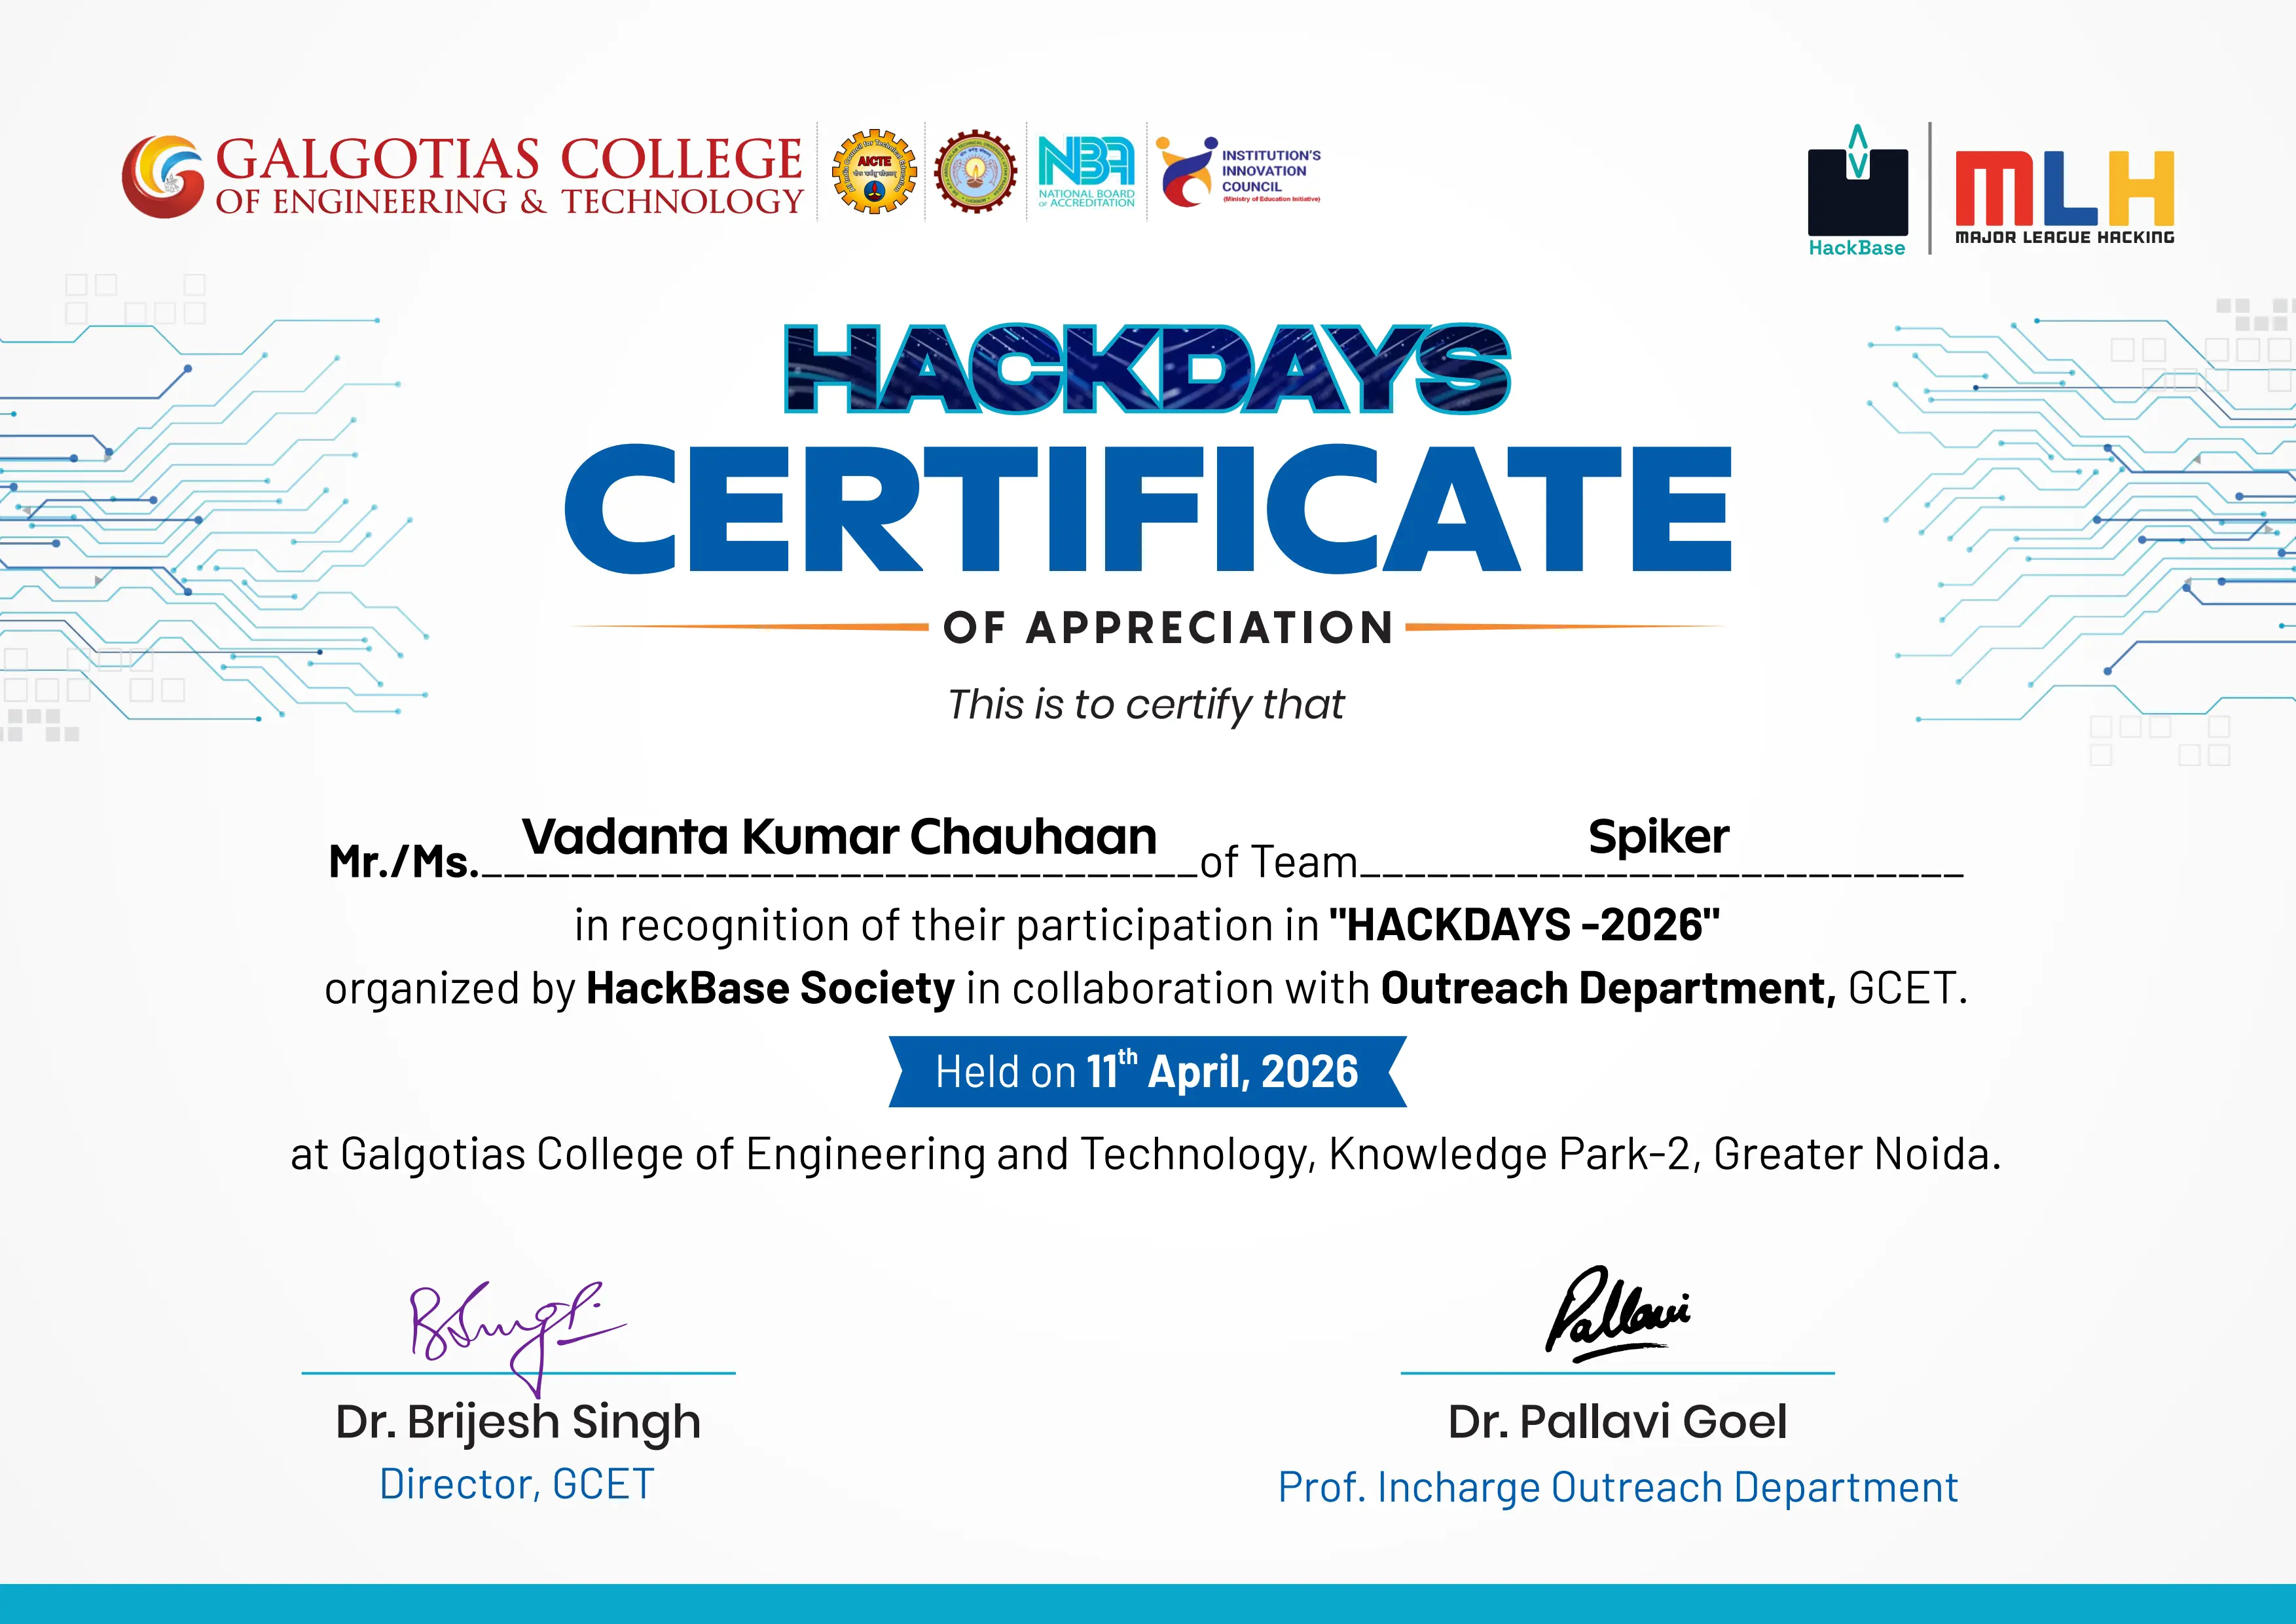 GALGOTIAS COLLEGE
OF ENGINEERING & TECHNOLOGY
AICTE
NBA
NATIONAL BOARD
OF ACCREDITATION
INSTITUTION'S
INNOVATION
COUNCIL
(Ministry of Education Initiative)
HackBase
MLH
MAJOR LEAGUE HACKING
HACKDAYS
CERTIFICATE
OF APPRECIATION
This is to certify that
Mr./Ms. Vadanta Kumar Chauhaan of Team Spiker
in recognition of their participation in "HACKDAYS -2026"
organized by HackBase Society in collaboration with Outreach Department, GCET.
Held on 11th April, 2026
at Galgotias College of Engineering and Technology, Knowledge Park-2, Greater Noida.
Pallavi
Dr. Brijesh Singh
Director, GCET
Dr. Pallavi Goel
Prof. Incharge Outreach Department